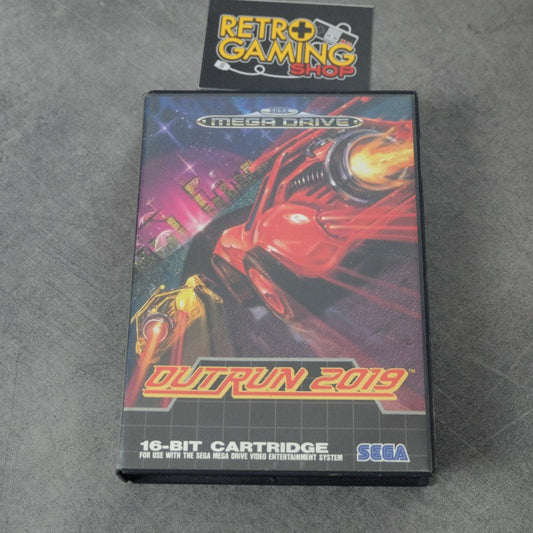 RETRO
GAMING
SHOP
SEGA
MEGA DRIVE
OUTRUN 2019™
16-BIT CARTRIDGE
FOR USE WITH THE SEGA MEGA DRIVE VIDEO ENTERTAINMENT SYSTEM
SEGA